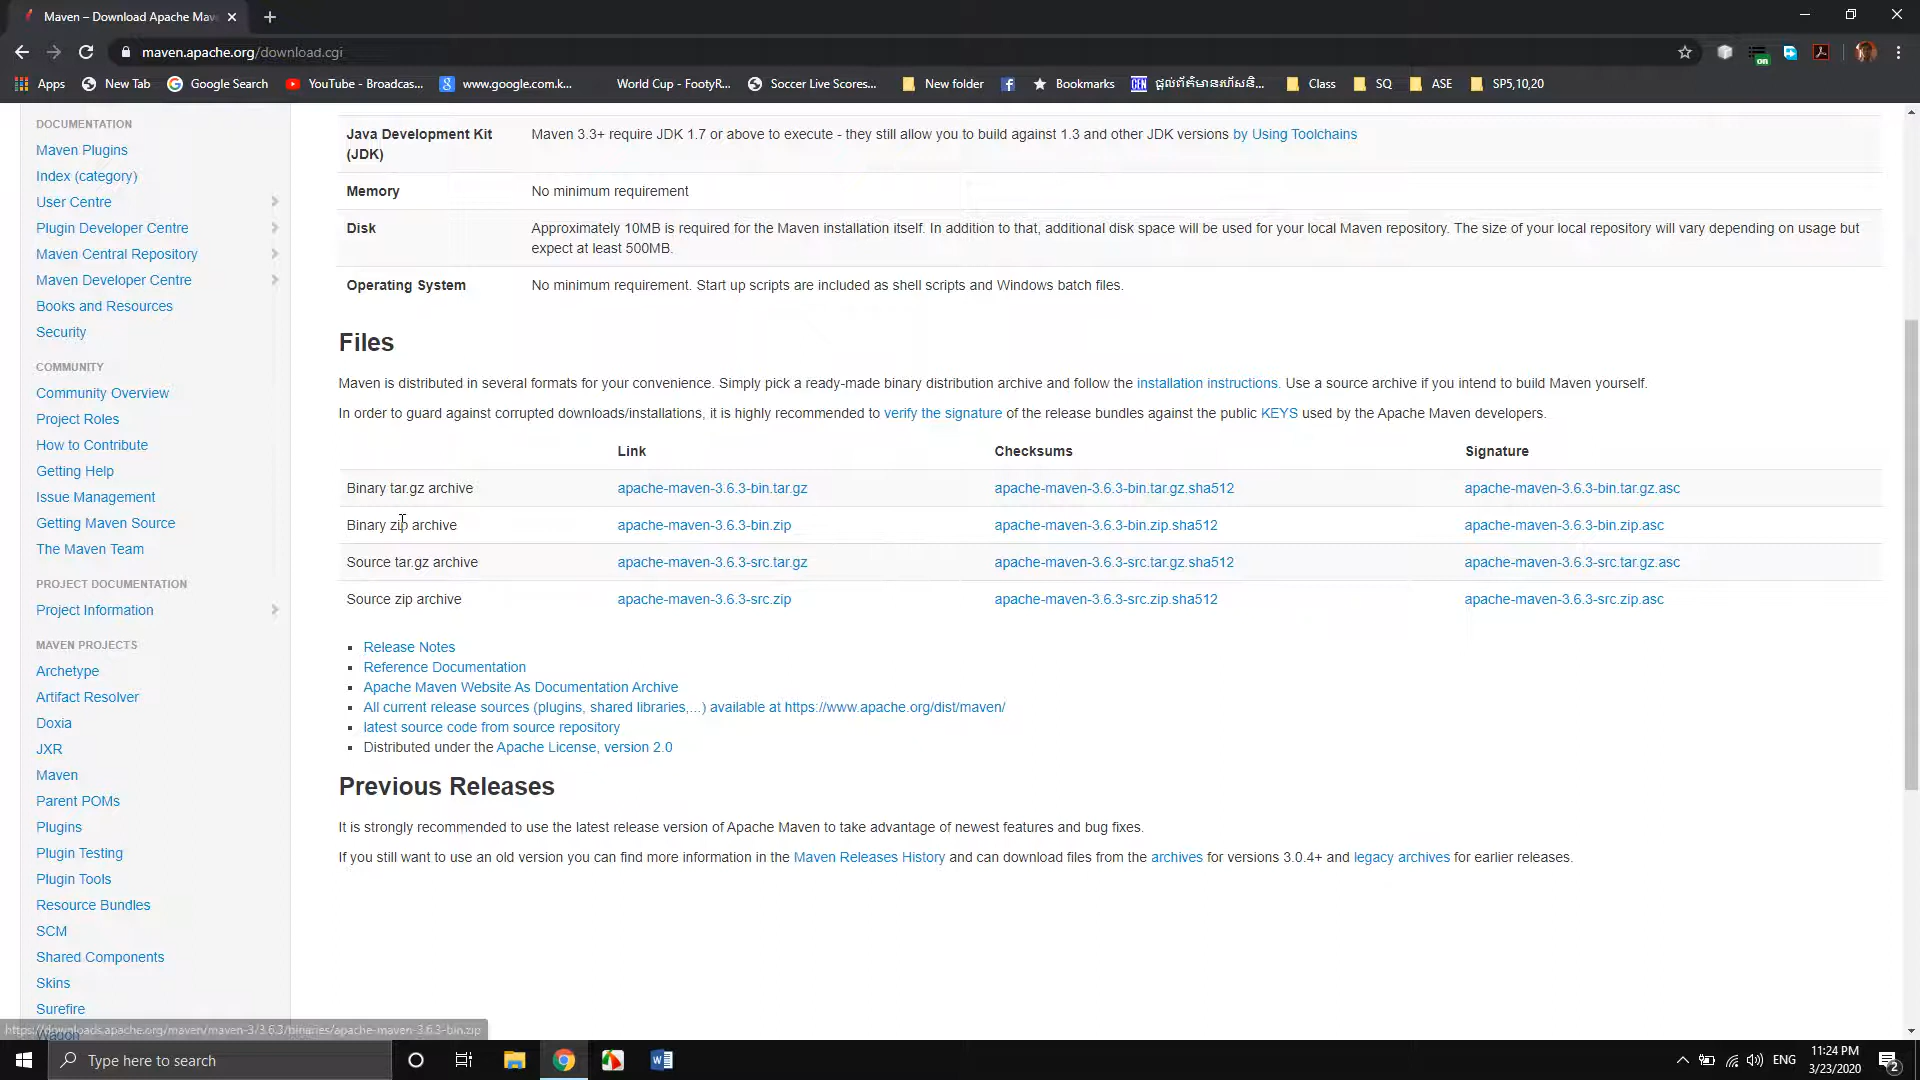 Maven – Download Apache Mav
maven.apache.org/download.cgi
Apps
New Tab
Google Search
YouTube - Broadcas...
www.google.com.k...
World Cup - FootyR...
Soccer Live Scores...
New folder
Bookmarks
CEN
Class
SQ
ASE
SP5,10,20
on
DOCUMENTATION
Maven Plugins
Index (category)
User Centre
Plugin Developer Centre
Maven Central Repository
Maven Developer Centre
Books and Resources
Security
COMMUNITY
Community Overview
Project Roles
How to Contribute
Getting Help
Issue Management
Getting Maven Source
The Maven Team
PROJECT DOCUMENTATION
Project Information
MAVEN PROJECTS
Archetype
Artifact Resolver
Doxia
JXR
Maven
Parent POMs
Plugins
Plugin Testing
Plugin Tools
Resource Bundles
SCM
Shared Components
Skins
Surefire
Wagon
Java Development Kit (JDK) Maven 3.3+ require JDK 1.7 or above to execute - they still allow you to build against 1.3 and other JDK versions by Using Toolchains
Memory No minimum requirement
Disk Approximately 10MB is required for the Maven installation itself. In addition to that, additional disk space will be used for your local Maven repository. The size of your local repository will vary depending on usage but
expect at least 500MB.
Operating System No minimum requirement. Start up scripts are included as shell scripts and Windows batch files.
Files
Maven is distributed in several formats for your convenience. Simply pick a ready-made binary distribution archive and follow the installation instructions. Use a source archive if you intend to build Maven yourself.
In order to guard against corrupted downloads/installations, it is highly recommended to verify the signature of the release bundles against the public KEYS used by the Apache Maven developers.
Link Checksums Signature
Binary tar.gz archive apache-maven-3.6.3-bin.tar.gz apache-maven-3.6.3-bin.tar.gz.sha512 apache-maven-3.6.3-bin.tar.gz.asc
Binary zip archive apache-maven-3.6.3-bin.zip apache-maven-3.6.3-bin.zip.sha512 apache-maven-3.6.3-bin.zip.asc
Source tar.gz archive apache-maven-3.6.3-src.tar.gz apache-maven-3.6.3-src.tar.gz.sha512 apache-maven-3.6.3-src.tar.gz.asc
Source zip archive apache-maven-3.6.3-src.zip apache-maven-3.6.3-src.zip.sha512 apache-maven-3.6.3-src.zip.asc
Release Notes
Reference Documentation
Apache Maven Website As Documentation Archive
All current release sources (plugins, shared libraries,...) available at https://www.apache.org/dist/maven/
latest source code from source repository
Distributed under the Apache License, version 2.0
Previous Releases
It is strongly recommended to use the latest release version of Apache Maven to take advantage of newest features and bug fixes.
If you still want to use an old version you can find more information in the Maven Releases History and can download files from the archives for versions 3.0.4+ and legacy archives for earlier releases.
https://downloads.apache.org/maven/maven-3/3.6.3/binaries/apache-maven-3.6.3-bin.zip
Type here to search
ENG
11:24 PM
3/23/2020
2